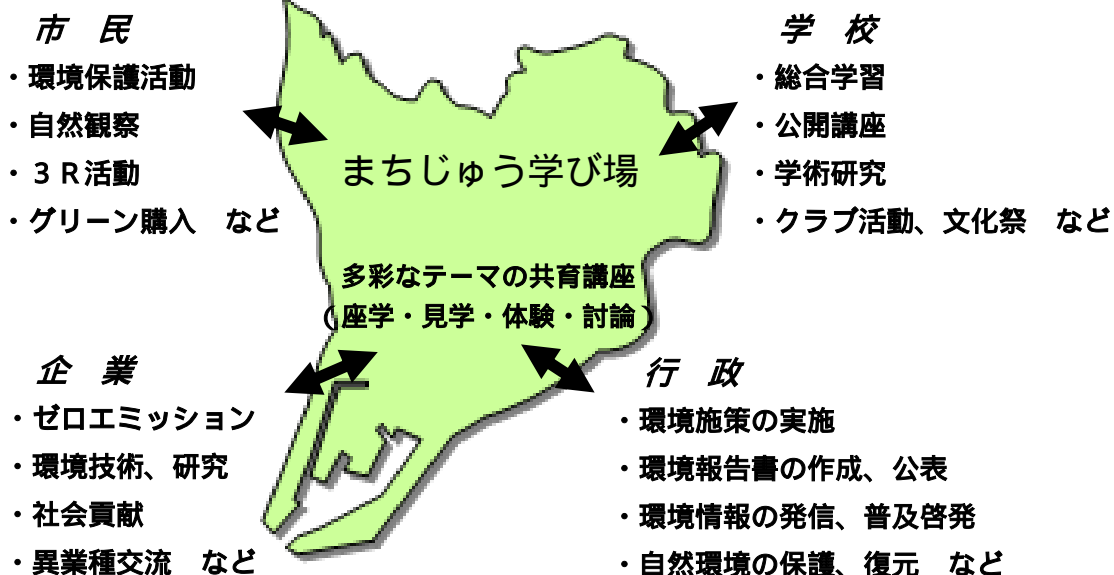 市　民
・環境保護活動
・自然観察
・３Ｒ活動
・グリーン購入　など
学　校
・総合学習
・公開講座
・学術研究
・クラブ活動、文化祭　など
まちじゅう学び場
多彩なテーマの共育講座
（座学・見学・体験・討論）
企　業
・ゼロエミッション
・環境技術、研究
・社会貢献
・異業種交流　など
行　政
・環境施策の実施
・環境報告書の作成、公表
・環境情報の発信、普及啓発
・自然環境の保護、復元　など